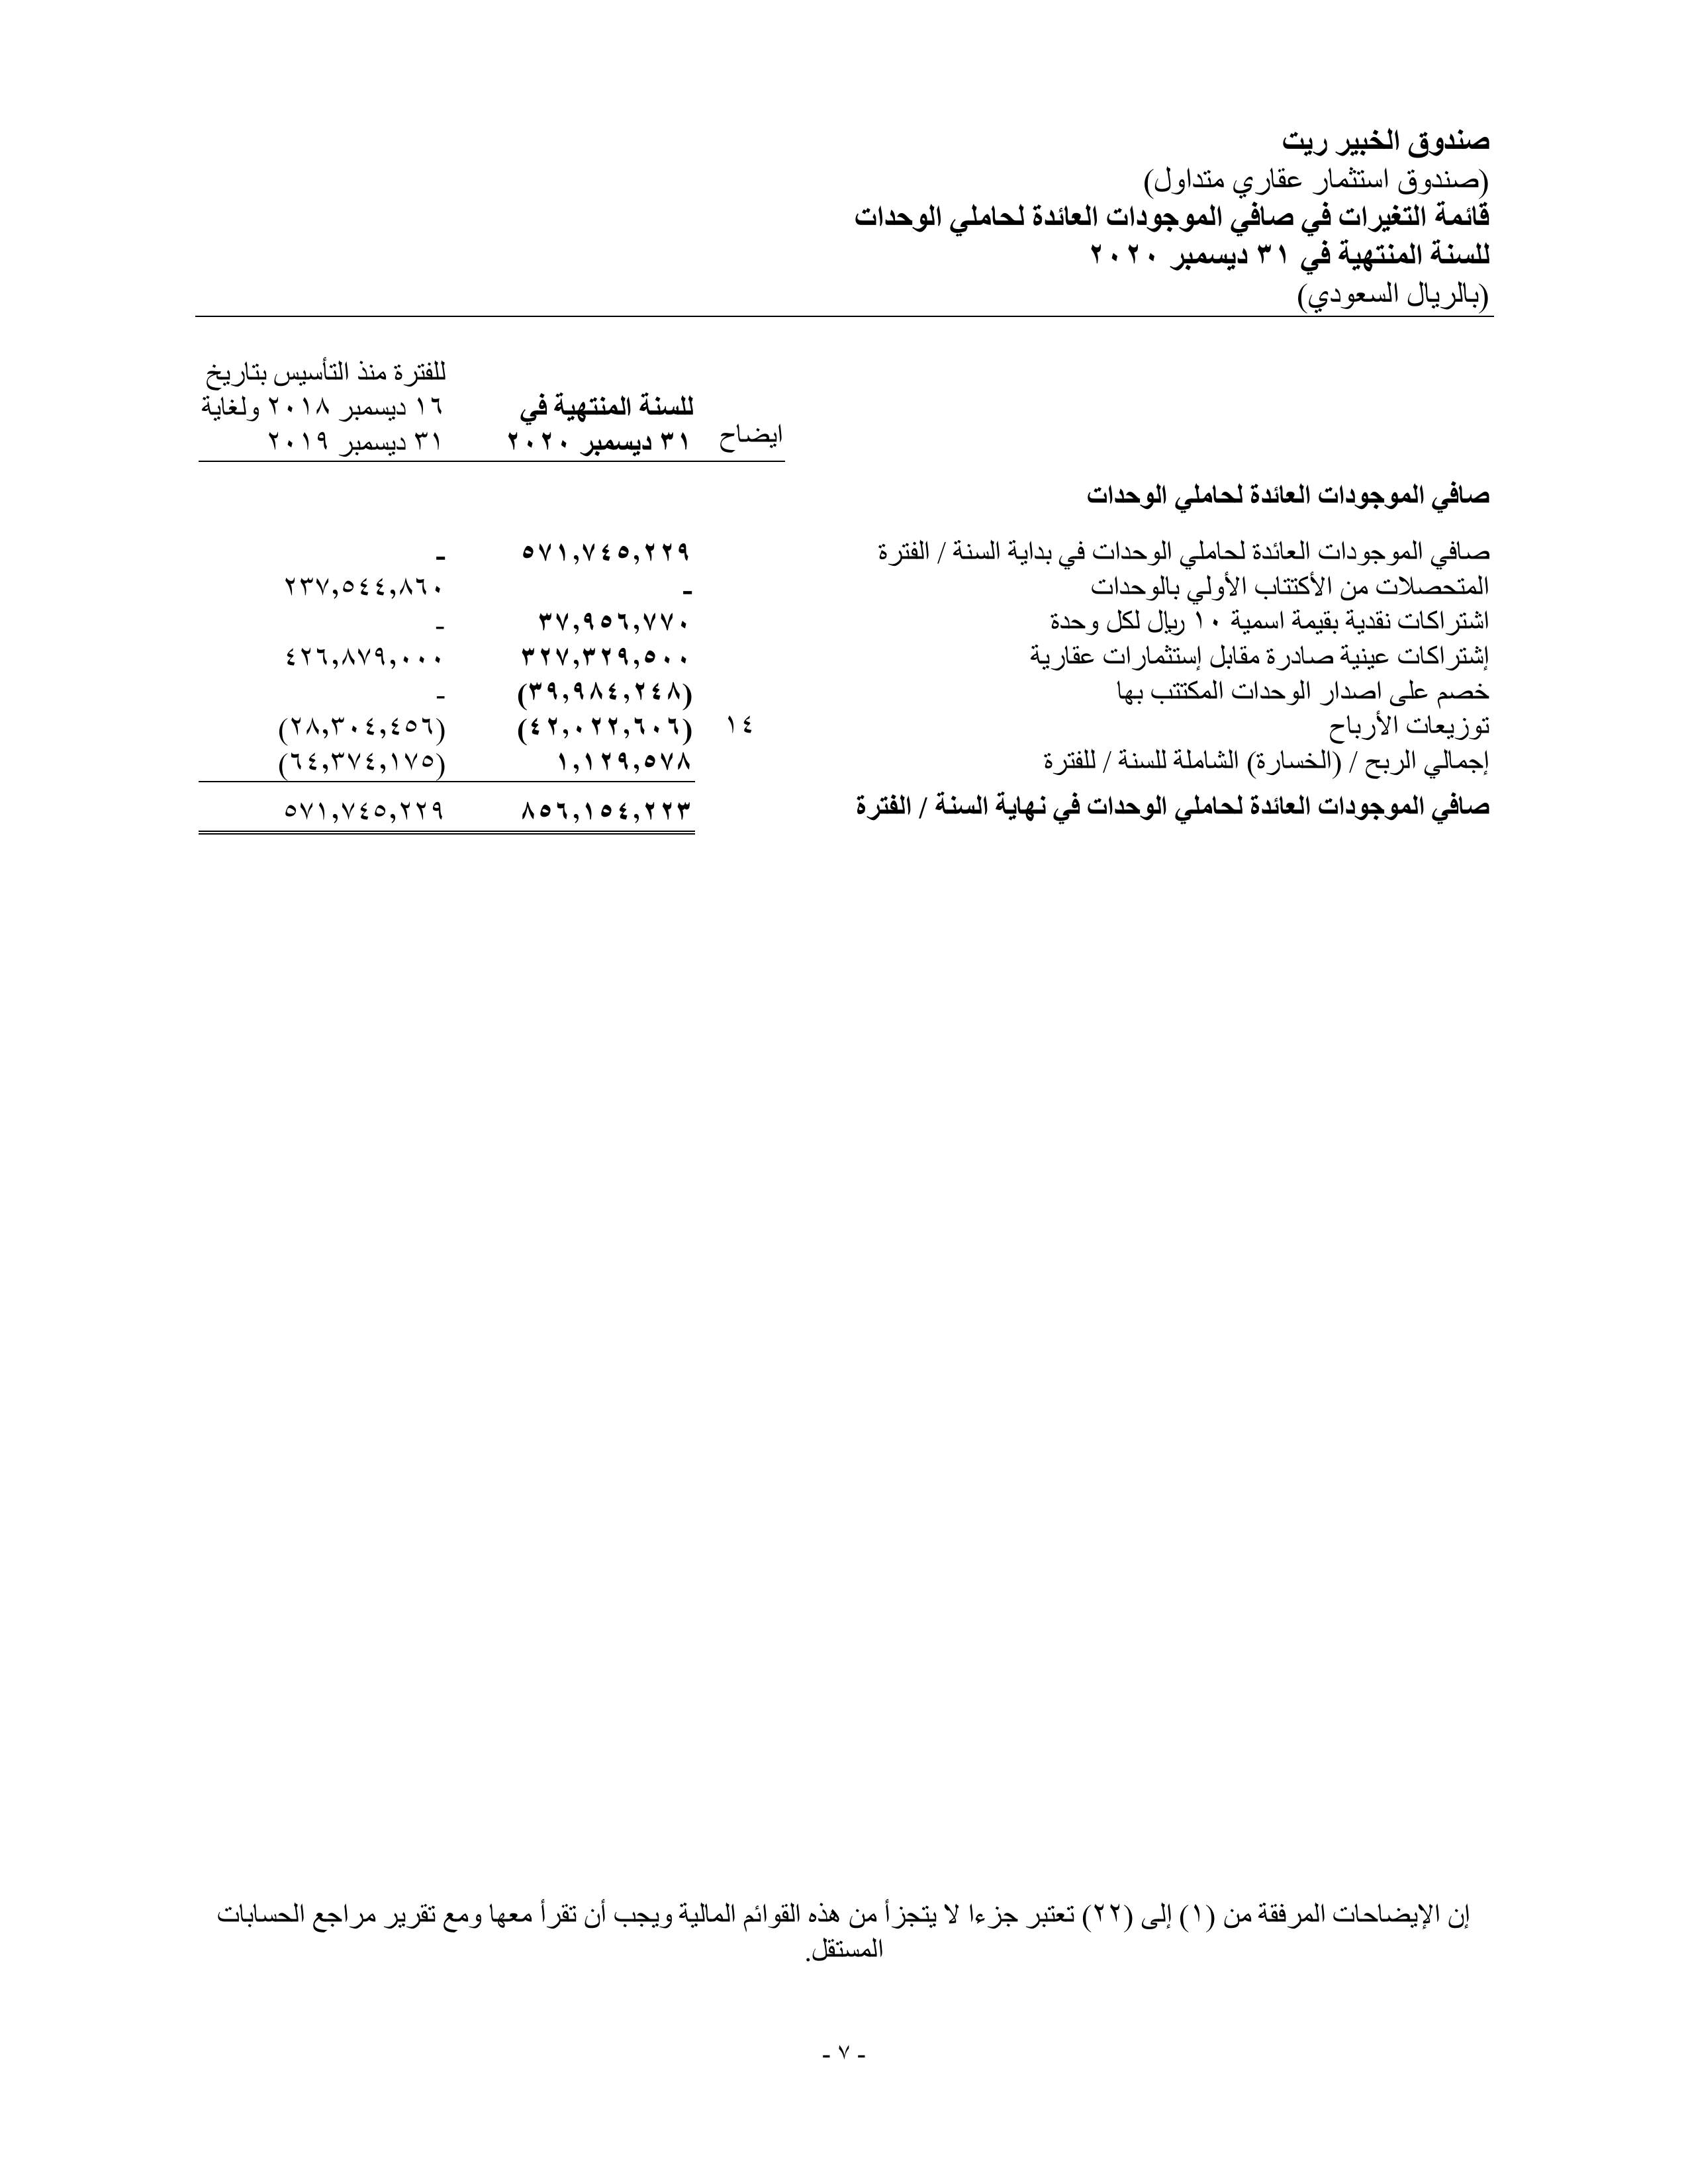 صندوق الخبير ريت
(صندوق استثمار عقاري متداول)
قائمة التغيرات في صافي الموجودات العائدة لحاملي الوحدات
للسنة المنتهية في ٣١ ديسمبر ٢٠٢٠
(بالريال السعودي)
للفترة منذ التأسيس بتاريخ
للسنة المنتهية في ١٦ ديسمبر ٢٠١٨ ولغاية
ايضاح ٣١ ديسمبر ٢٠٢٠ ٣١ ديسمبر ٢٠١٩
صافي الموجودات العائدة لحاملي الوحدات
صافي الموجودات العائدة لحاملي الوحدات في بداية السنة / الفترة ٥٧١,٧٤٥,٢٢٩ -
المتحصلات من الأكتتاب الأولي بالوحدات - ٢٣٧,٥٤٤,٨٦٠
اشتراكات نقدية بقيمة اسمية ١٠ ريال لكل وحدة ٣٧,٩٥٦,٧٧٠ -
إشتراكات عينية صادرة مقابل إستثمارات عقارية ٣٢٧,٣٢٩,٥٠٠ ٤٢٦,٨٧٩,٠٠٠
خصم على اصدار الوحدات المكتتب بها (٣٩,٩٨٤,٢٤٨) -
توزيعات الأرباح ١٤ (٤٢,٠٢٢,٦٠٦) (٢٨,٣٠٤,٤٥٦)
إجمالي الربح / (الخسارة) الشاملة للسنة / للفترة ١,١٢٩,٥٧٨ (٦٤,٣٧٤,١٧٥)
صافي الموجودات العائدة لحاملي الوحدات في نهاية السنة / الفترة ٨٥٦,١٥٤,٢٢٣ ٥٧١,٧٤٥,٢٢٩
إن الإيضاحات المرفقة من (١) إلى (٢٢) تعتبر جزءا لا يتجزأ من هذه القوائم المالية ويجب أن تقرأ معها ومع تقرير مراجع الحسابات
المستقل.
- ٧ -